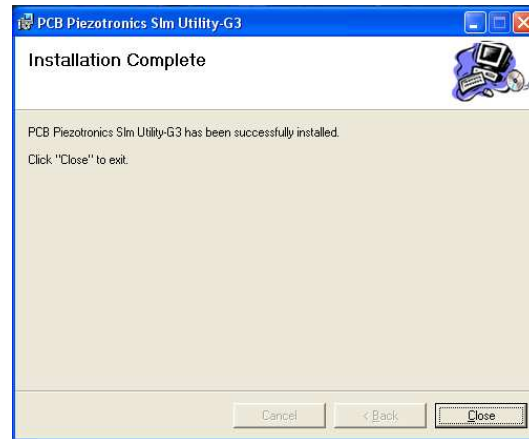 PCB Piezotronics Slm Utility-G3
Installation Complete
PCB Piezotronics Slm Utility-G3 has been successfully installed.
Click "Close" to exit.
Cancel
< Back
Close